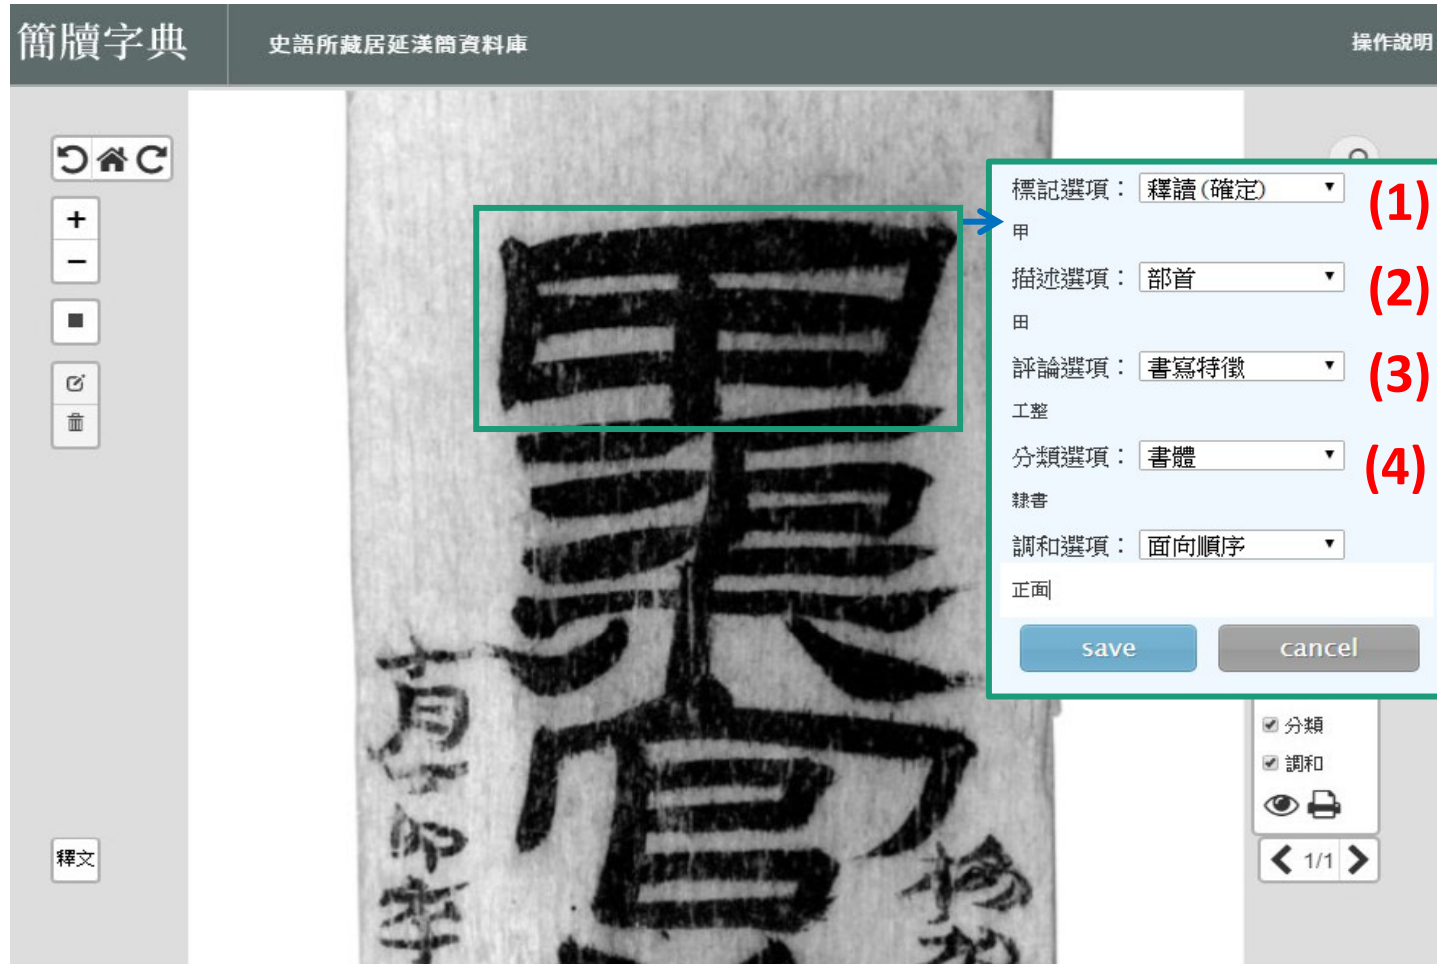 簡牘字典
史語所藏居延漢簡資料庫
操作說明
標記選項： 釋讀(確定) (1)
甲
描述選項： 部首 (2)
田
評論選項： 書寫特徵 (3)
工整
分類選項： 書體 (4)
隸書
調和選項： 面向順序
正面
save cancel
分類
調和
釋文
1/1
甲渠官